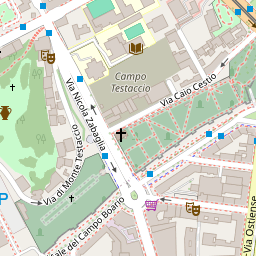 Campo
Testaccio
Via Caio Cestio
Via Nicola Zabaglia
Via di Monte Testaccio
Viale del Campo Boario
Via Ostiense